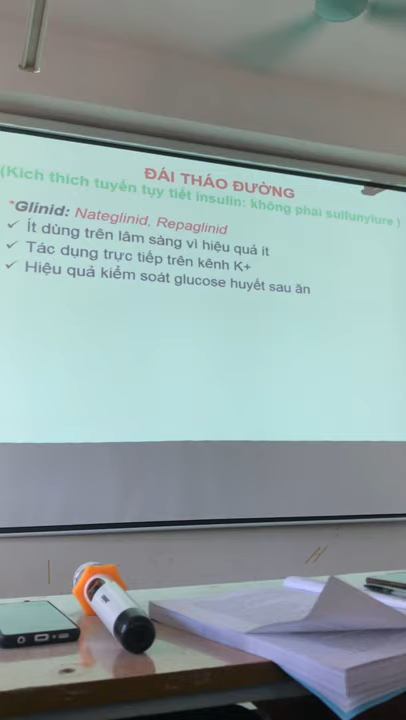 ĐÁI THÁO ĐƯỜNG
(Kích thích tuyến tụy tiết insulin: không phải sulfunylure)
*Glinid: Nateglinid, Repaglinid
✓ Ít dùng trên lâm sàng vì hiệu quả ít
✓ Tác dụng trực tiếp trên kênh K+
✓ Hiệu quả kiểm soát glucose huyết sau ăn